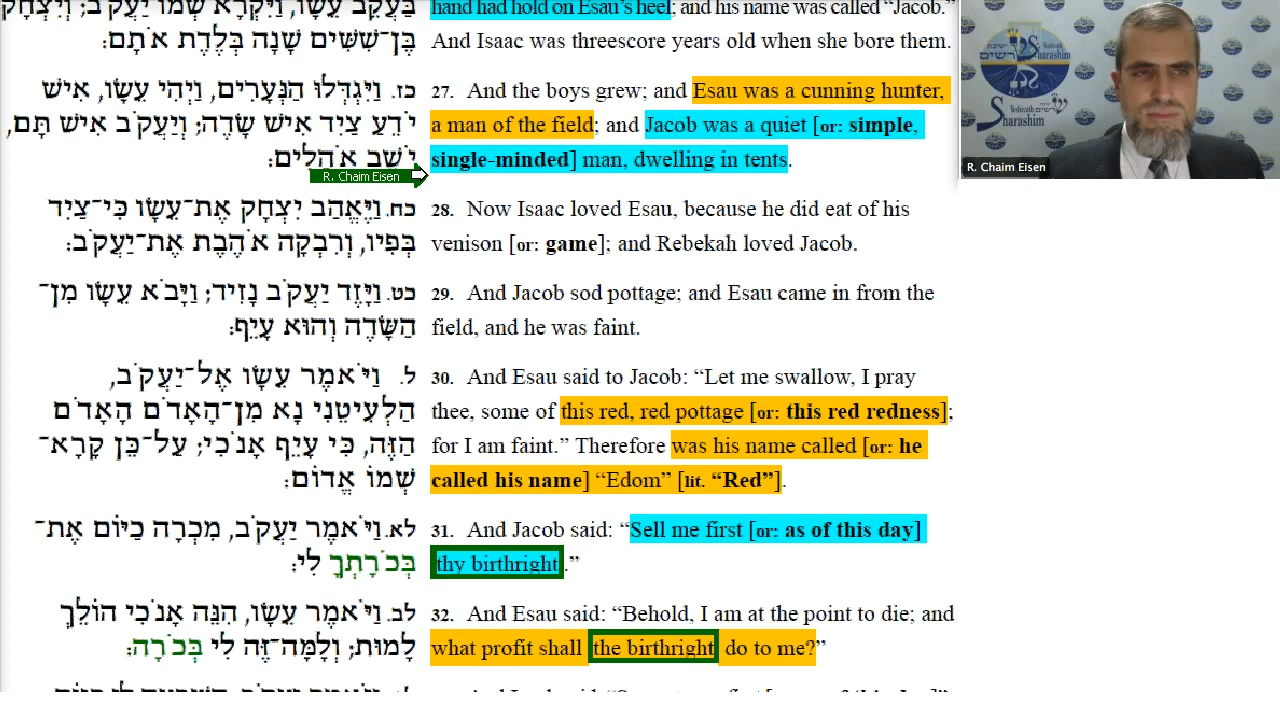 בַּעֲקֵב עֵשָׂו, וַיִּקְרָא שְׁמוֹ יַעֲקֹב; וְיִצְחָק
בֶּן־שִׁשִּׁים שָׁנָה בְּלֶדֶת אֹתָם׃
hand had hold on Esau's heel; and his name was called “Jacob.”
And Isaac was threescore years old when she bore them.
כז. וַיִּגְדְּלוּ הַנְּעָרִים, וַיְהִי עֵשָׂו, אִישׁ
יֹדֵעַ צַיִד אִישׁ שָׂדֶה; וְיַעֲקֹב אִישׁ תָּם,
יֹשֵׁב אֹהָלִים׃
27. And the boys grew; and Esau was a cunning hunter,
a man of the field; and Jacob was a quiet [or: simple,
single-minded] man, dwelling in tents.
R. Chaim Eisen
כח. וַיֶּאֱהַב יִצְחָק אֶת־עֵשָׂו כִּי־צַיִד
בְּפִיו, וְרִבְקָה אֹהֶבֶת אֶת־יַעֲקֹב׃
28. Now Isaac loved Esau, because he did eat of his
venison [or: game]; and Rebekah loved Jacob.
כט. וַיָּזֶד יַעֲקֹב נָזִיד; וַיָּבֹא עֵשָׂו מִן־
הַשָּׂדֶה וְהוּא עָיֵף׃
29. And Jacob sod pottage; and Esau came in from the
field, and he was faint.
ל. וַיֹּאמֶר עֵשָׂו אֶל־יַעֲקֹב,
הַלְעִיטֵנִי נָא מִן־הָאָדֹם הָאָדֹם
הַזֶּה, כִּי עָיֵף אָנֹכִי; עַל־כֵּן קָרָא־
שְׁמוֹ אֱדוֹם׃
30. And Esau said to Jacob: “Let me swallow, I pray
thee, some of this red, red pottage [or: this red redness];
for I am faint.” Therefore was his name called [or: he
called his name] “Edom” [lit. “Red”].
לא. וַיֹּאמֶר יַעֲקֹב, מִכְרָה כַיּוֹם אֶת־
בְּכֹרָתְךָ לִי׃
31. And Jacob said: “Sell me first [or: as of this day]
thy birthright.”
לב. וַיֹּאמֶר עֵשָׂו, הִנֵּה אָנֹכִי הוֹלֵךְ
לָמוּת; וְלָמָּה־זֶּה לִי בְּכֹרָה׃
32. And Esau said: “Behold, I am at the point to die; and
what profit shall the birthright do to me?”
Yeshivath
Sharashim
R. Chaim Eisen